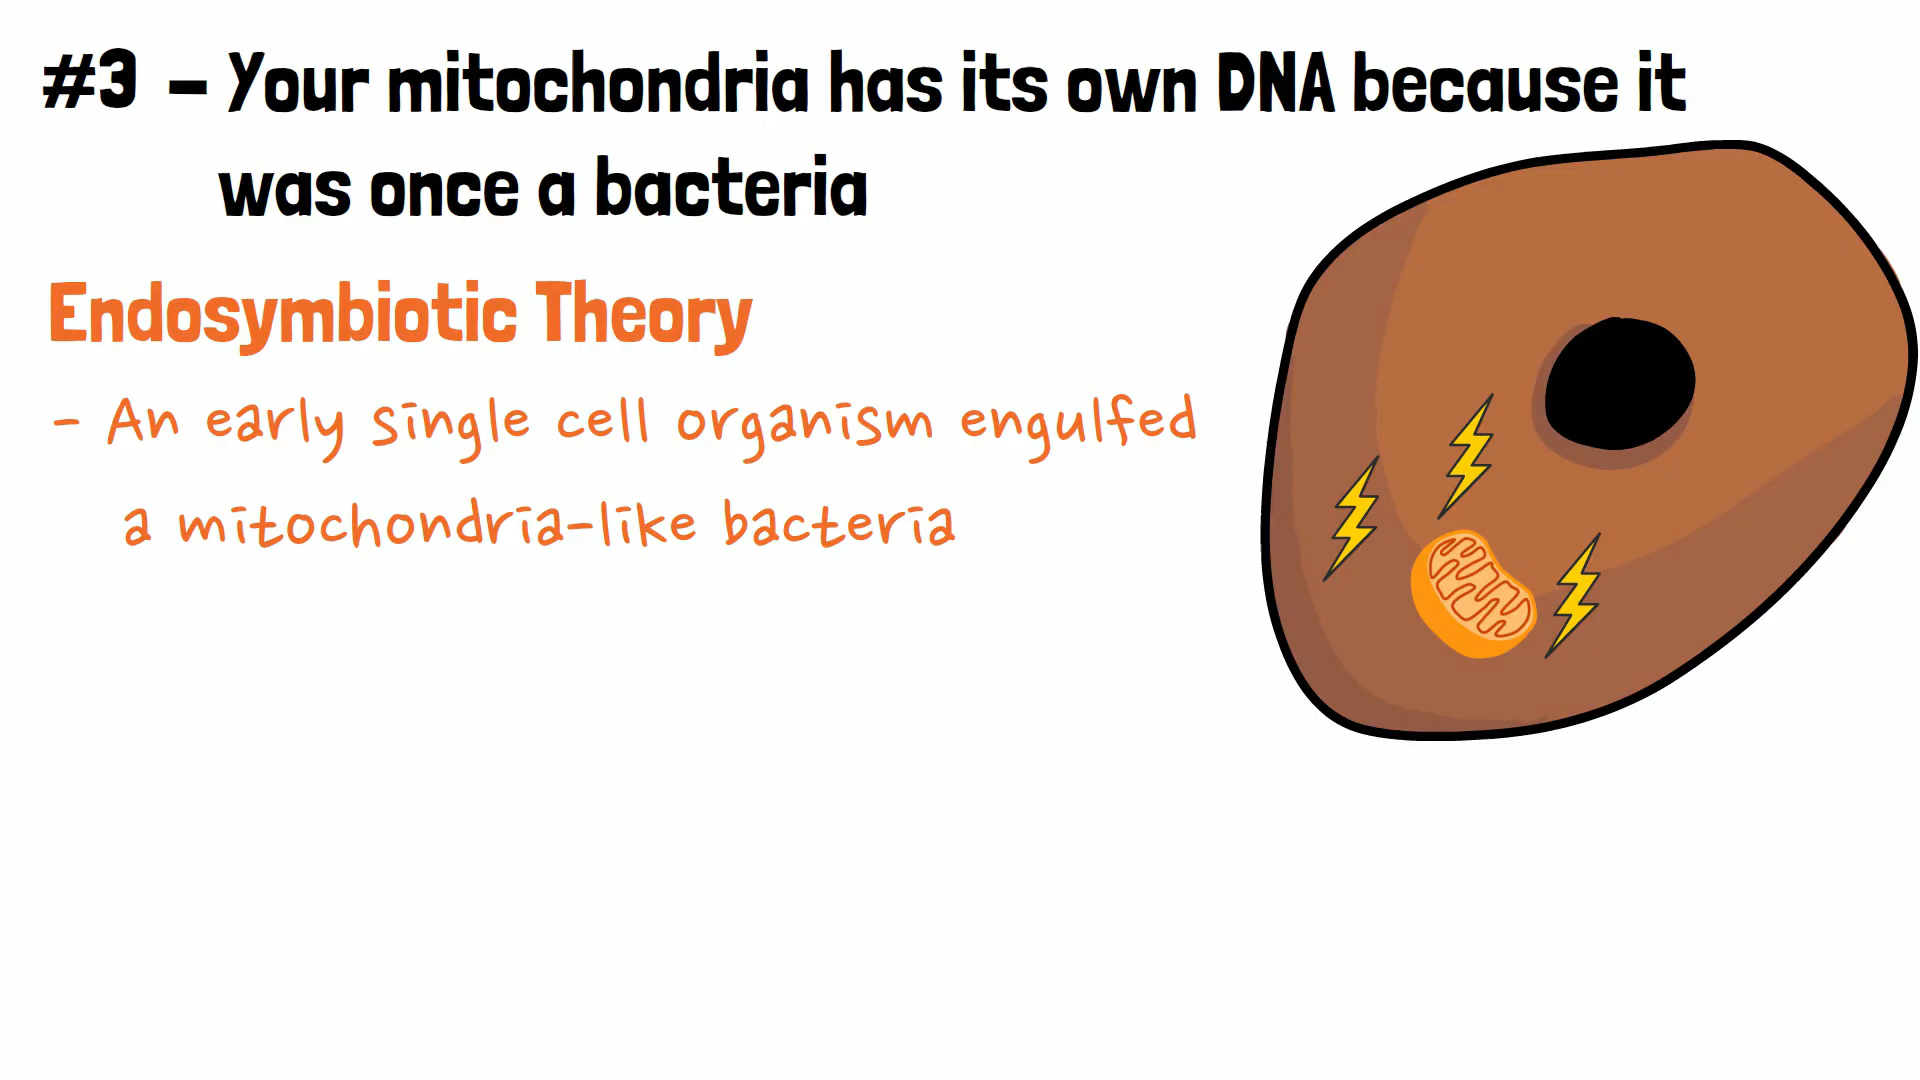 #3 – Your mitochondria has its own DNA because it
was once a bacteria
Endosymbiotic Theory
- An early single cell organism engulfed
a mitochondria-like bacteria